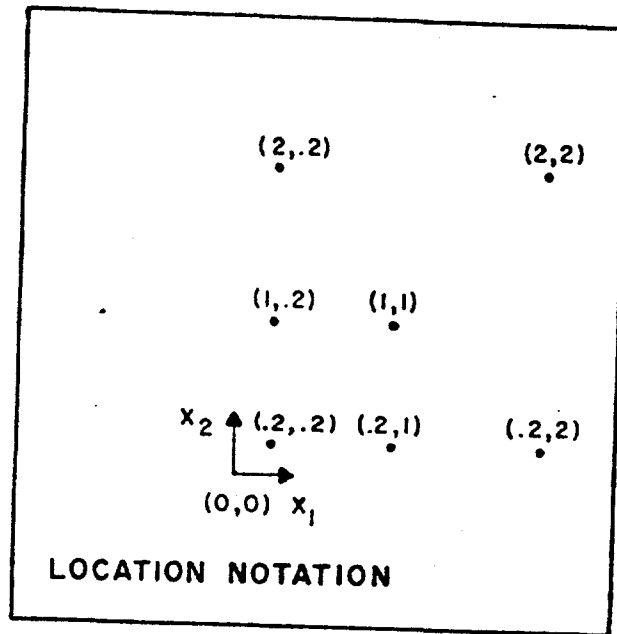 (2,.2) (2,2)
(1,.2) (1,1)
X2 (.2,.2) (.2,1) (.2,2)
(0,0) X1
LOCATION NOTATION